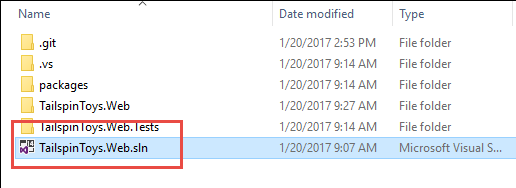 Name Date modified Type
.git 1/20/2017 2:53 PM File folder
.vs 1/20/2017 9:14 AM File folder
packages 1/20/2017 9:14 AM File folder
TailspinToys.Web 1/20/2017 9:27 AM File folder
TailspinToys.Web.Tests 1/20/2017 9:14 AM File folder
TailspinToys.Web.sln 1/20/2017 9:07 AM Microsoft Visual S...